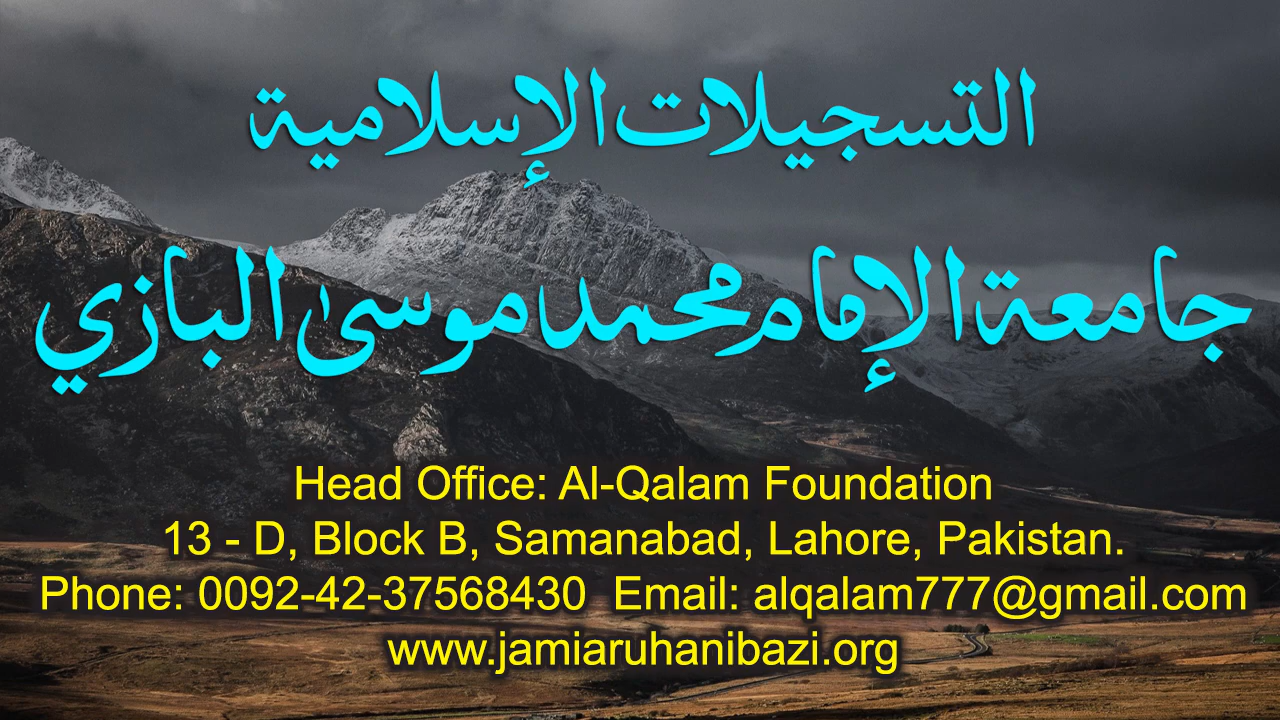 التسجيلات الإسلامية
جامعة الإمام محمد موسىٰ البازي
Head Office: Al-Qalam Foundation
13 - D, Block B, Samanabad, Lahore, Pakistan.
Phone: 0092-42-37568430 Email: alqalam777@gmail.com
www.jamiaruhanibazi.org